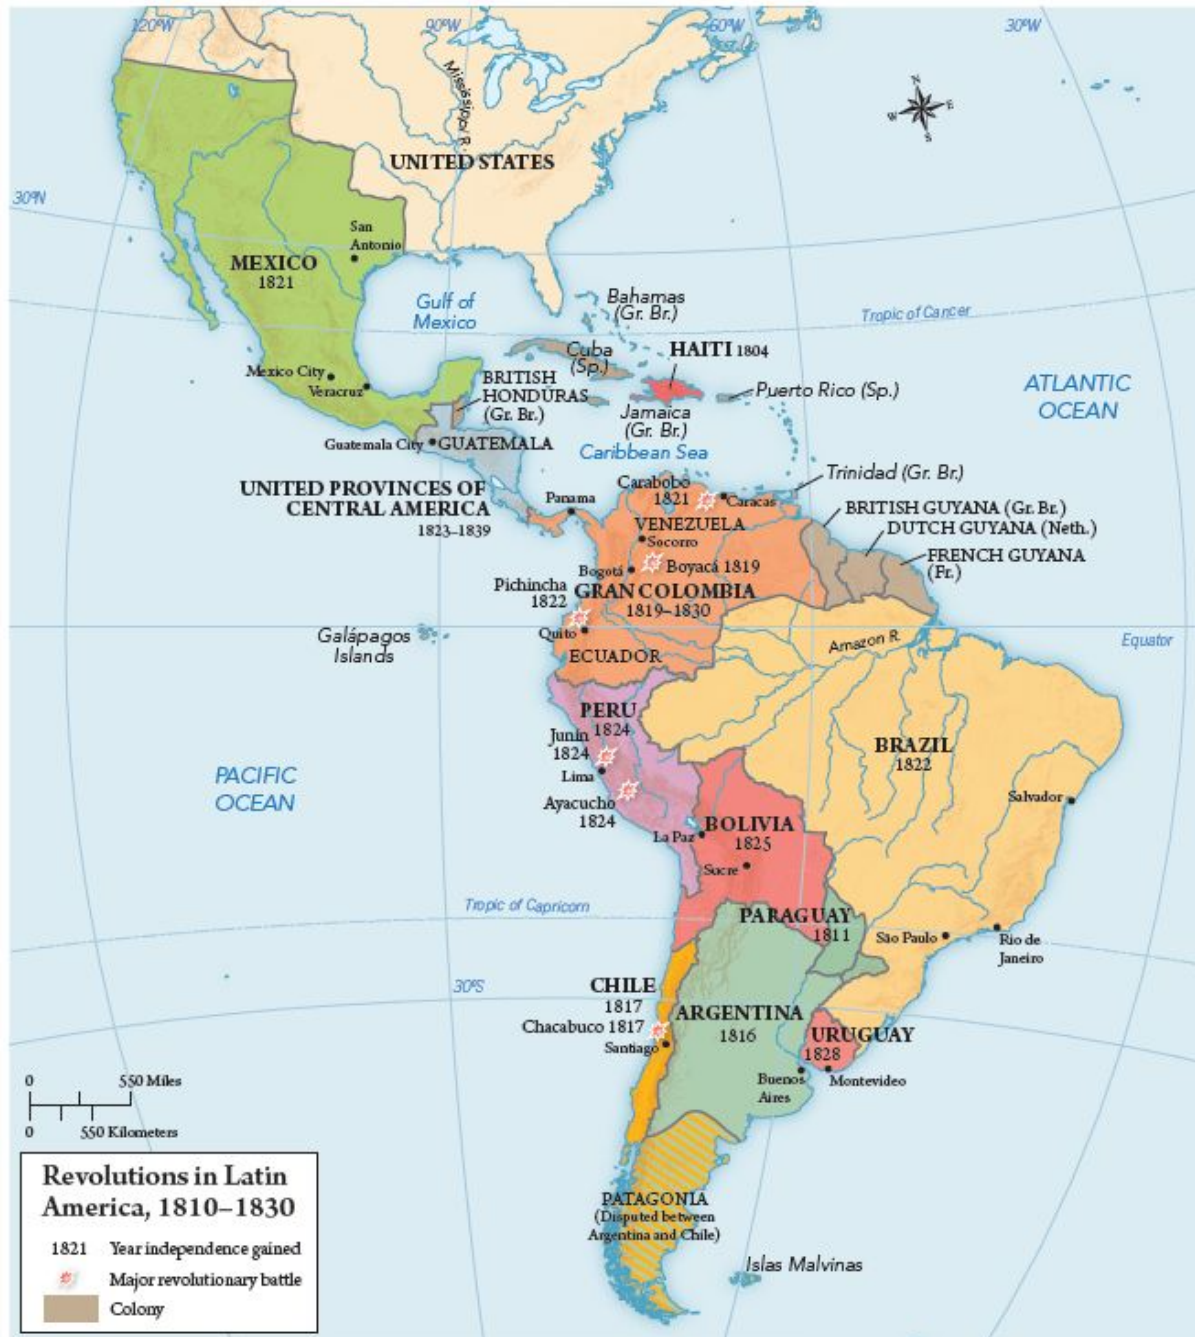 120ºW
90ºW
60ºW
30ºW
N
W
E
S
Mississippi R.
UNITED STATES
30ºN
San
Antonio
MEXICO
1821
Gulf of
Mexico
Bahamas
(Gr. Br.)
Tropic of Cancer
Cuba
(Sp.)
HAITI 1804
Mexico City
Veracruz
BRITISH
HONDURAS
(Gr. Br.)
Puerto Rico (Sp.)
ATLANTIC
OCEAN
Jamaica
(Gr. Br.)
Guatemala City
GUATEMALA
Caribbean Sea
UNITED PROVINCES OF
CENTRAL AMERICA
1823–1839
Panama
Carabobo
1821
Caracas
Trinidad (Gr. Br.)
BRITISH GUYANA (Gr. Br.)
DUTCH GUYANA (Neth.)
FRENCH GUYANA
(Fr.)
VENEZUELA
Socorro
Bogotá
Boyacá 1819
Pichincha
1822
GRAN COLOMBIA
1819–1830
Quito
ECUADOR
Galápagos
Islands
Amazon R.
Equator
PERU
1824
Junín
1824
Lima
Ayacucho
1824
PACIFIC
OCEAN
BRAZIL
1822
Salvador
La Paz
BOLIVIA
1825
Sucre
Tropic of Capricorn
PARAGUAY
1811
São Paulo
Rio de
Janeiro
30ºS
CHILE
1817
Chacabuco 1817
Santiago
ARGENTINA
1816
URUGUAY
1828
Buenos
Aires
Montevideo
0
550 Miles
0
550 Kilometers
PATAGONIA
(Disputed between
Argentina and Chile)
Islas Malvinas
Revolutions in Latin
America, 1810–1830
1821 Year independence gained
Major revolutionary battle
Colony